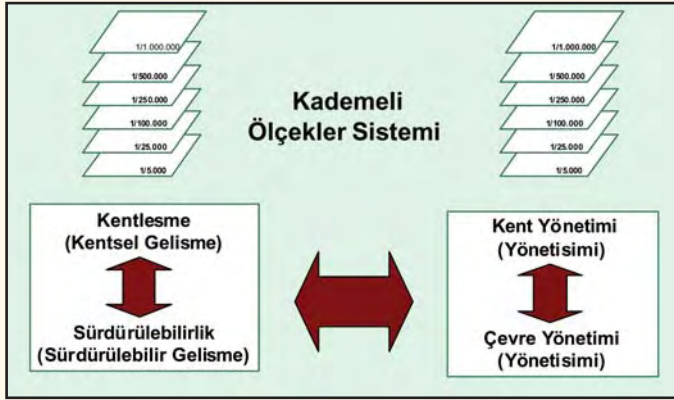 1/1.000.000
1/500.000
1/250.000
1/100.000
1/25.000
1/5.000
Kademeli
Ölçekler Sistemi
1/1.000.000
1/500.000
1/250.000
1/100.000
1/25.000
1/5.000
Kentlesme
(Kentsel Gelisme)
Sürdürülebilirlik
(Sürdürülebilir Gelisme)
Kent Yönetimi
(Yönetisimi)
Çevre Yönetimi
(Yönetisimi)